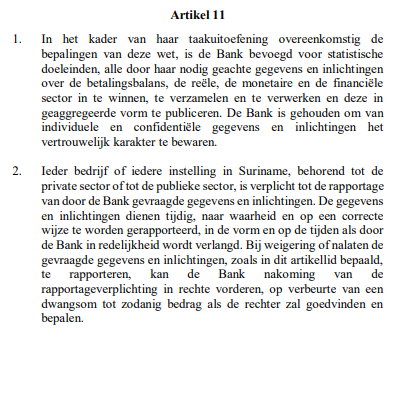 Artikel 11
1. In het kader van haar taakuitoefening overeenkomstig de
bepalingen van deze wet, is de Bank bevoegd voor statistische
doeleinden, alle door haar nodig geachte gegevens en inlichtingen
over de betalingsbalans, de reële, de monetaire en de financiële
sector in te winnen, te verzamelen en te verwerken en deze in
geaggregeerde vorm te publiceren. De Bank is gehouden om van
individuele en confidentiële gegevens en inlichtingen het
vertrouwelijk karakter te bewaren.
2. Ieder bedrijf of iedere instelling in Suriname, behorend tot de
private sector of tot de publieke sector, is verplicht tot de rapportage
van door de Bank gevraagde gegevens en inlichtingen. De gegevens
en inlichtingen dienen tijdig, naar waarheid en op een correcte
wijze te worden gerapporteerd, in de vorm en op de tijden als door
de Bank in redelijkheid wordt verlangd. Bij weigering of nalaten de
gevraagde gegevens en inlichtingen, zoals in dit artikellid bepaald,
te rapporteren, kan de Bank nakoming van de
rapportageverplichting in rechte vorderen, op verbeurte van een
dwangsom tot zodanig bedrag als de rechter zal goedvinden en
bepalen.